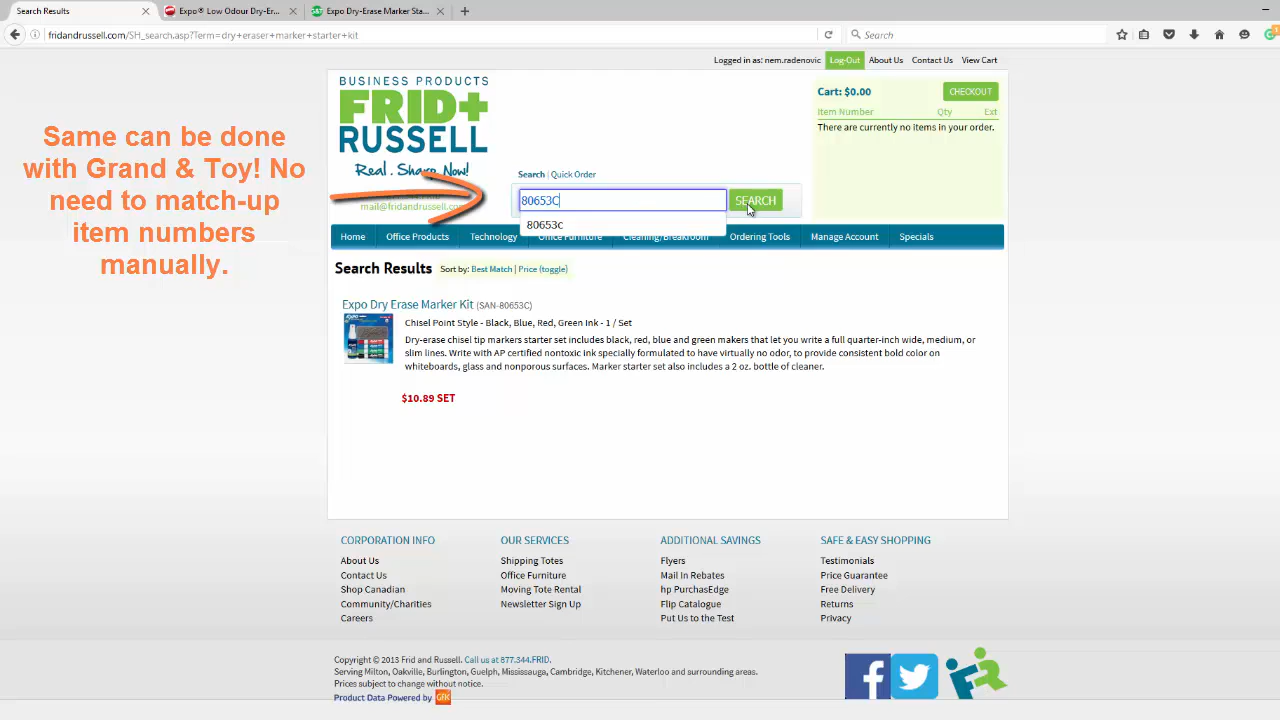 Search Results
Expo® Low Odour Dry-Er...
Expo Dry-Erase Marker Sta...
fridandrussell.com/SH_search.asp?Term=dry+eraser+marker+starter+kit
Search
Logged in as: nem.radenovic
Log-Out
About Us
Contact Us
View Cart
BUSINESS PRODUCTS
FRID+
RUSSELL
Real. Sharp. Now!
mail@fridandrussell.com
Cart: $0.00
CHECKOUT
Item Number Qty Ext
There are currently no items in your order.
Same can be done
with Grand & Toy! No
need to match-up
item numbers
manually.
Search | Quick Order
80653C
SEARCH
80653c
Home
Office Products
Technology
Office Furniture
Cleaning/Breakroom
Ordering Tools
Manage Account
Specials
Search Results
Sort by: Best Match | Price (toggle)
Expo Dry Erase Marker Kit (SAN-80653C)
Chisel Point Style - Black, Blue, Red, Green Ink - 1 / Set
Dry-erase chisel tip markers starter set includes black, red, blue and green makers that let you write a full quarter-inch wide, medium, or
slim lines. Write with AP certified nontoxic ink specially formulated to have virtually no odor, to provide consistent bold color on
whiteboards, glass and nonporous surfaces. Marker starter set also includes a 2 oz. bottle of cleaner.
$10.89 SET
CORPORATION INFO
About Us
Contact Us
Shop Canadian
Community/Charities
Careers
OUR SERVICES
Shipping Totes
Office Furniture
Moving Tote Rental
Newsletter Sign Up
ADDITIONAL SAVINGS
Flyers
Mail In Rebates
hp PurchasEdge
Flip Catalogue
Put Us to the Test
SAFE & EASY SHOPPING
Testimonials
Price Guarantee
Free Delivery
Returns
Privacy
Copyright © 2013 Frid and Russell. Call us at 877.344.FRID.
Serving Milton, Oakville, Burlington, Guelph, Mississauga, Cambridge, Kitchener, Waterloo and surrounding areas.
Prices subject to change without notice.
Product Data Powered by GFK